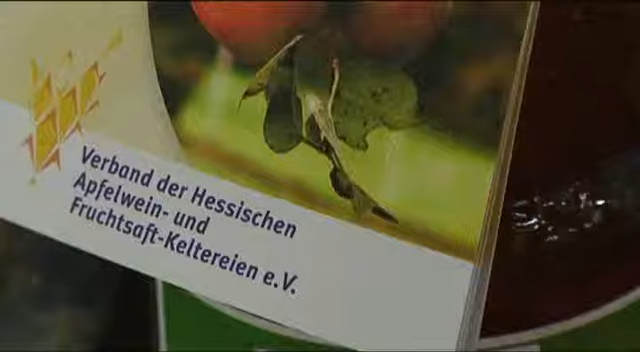 Verband der Hessischen
Apfelwein- und
Fruchtsaft-Keltereien e.V.